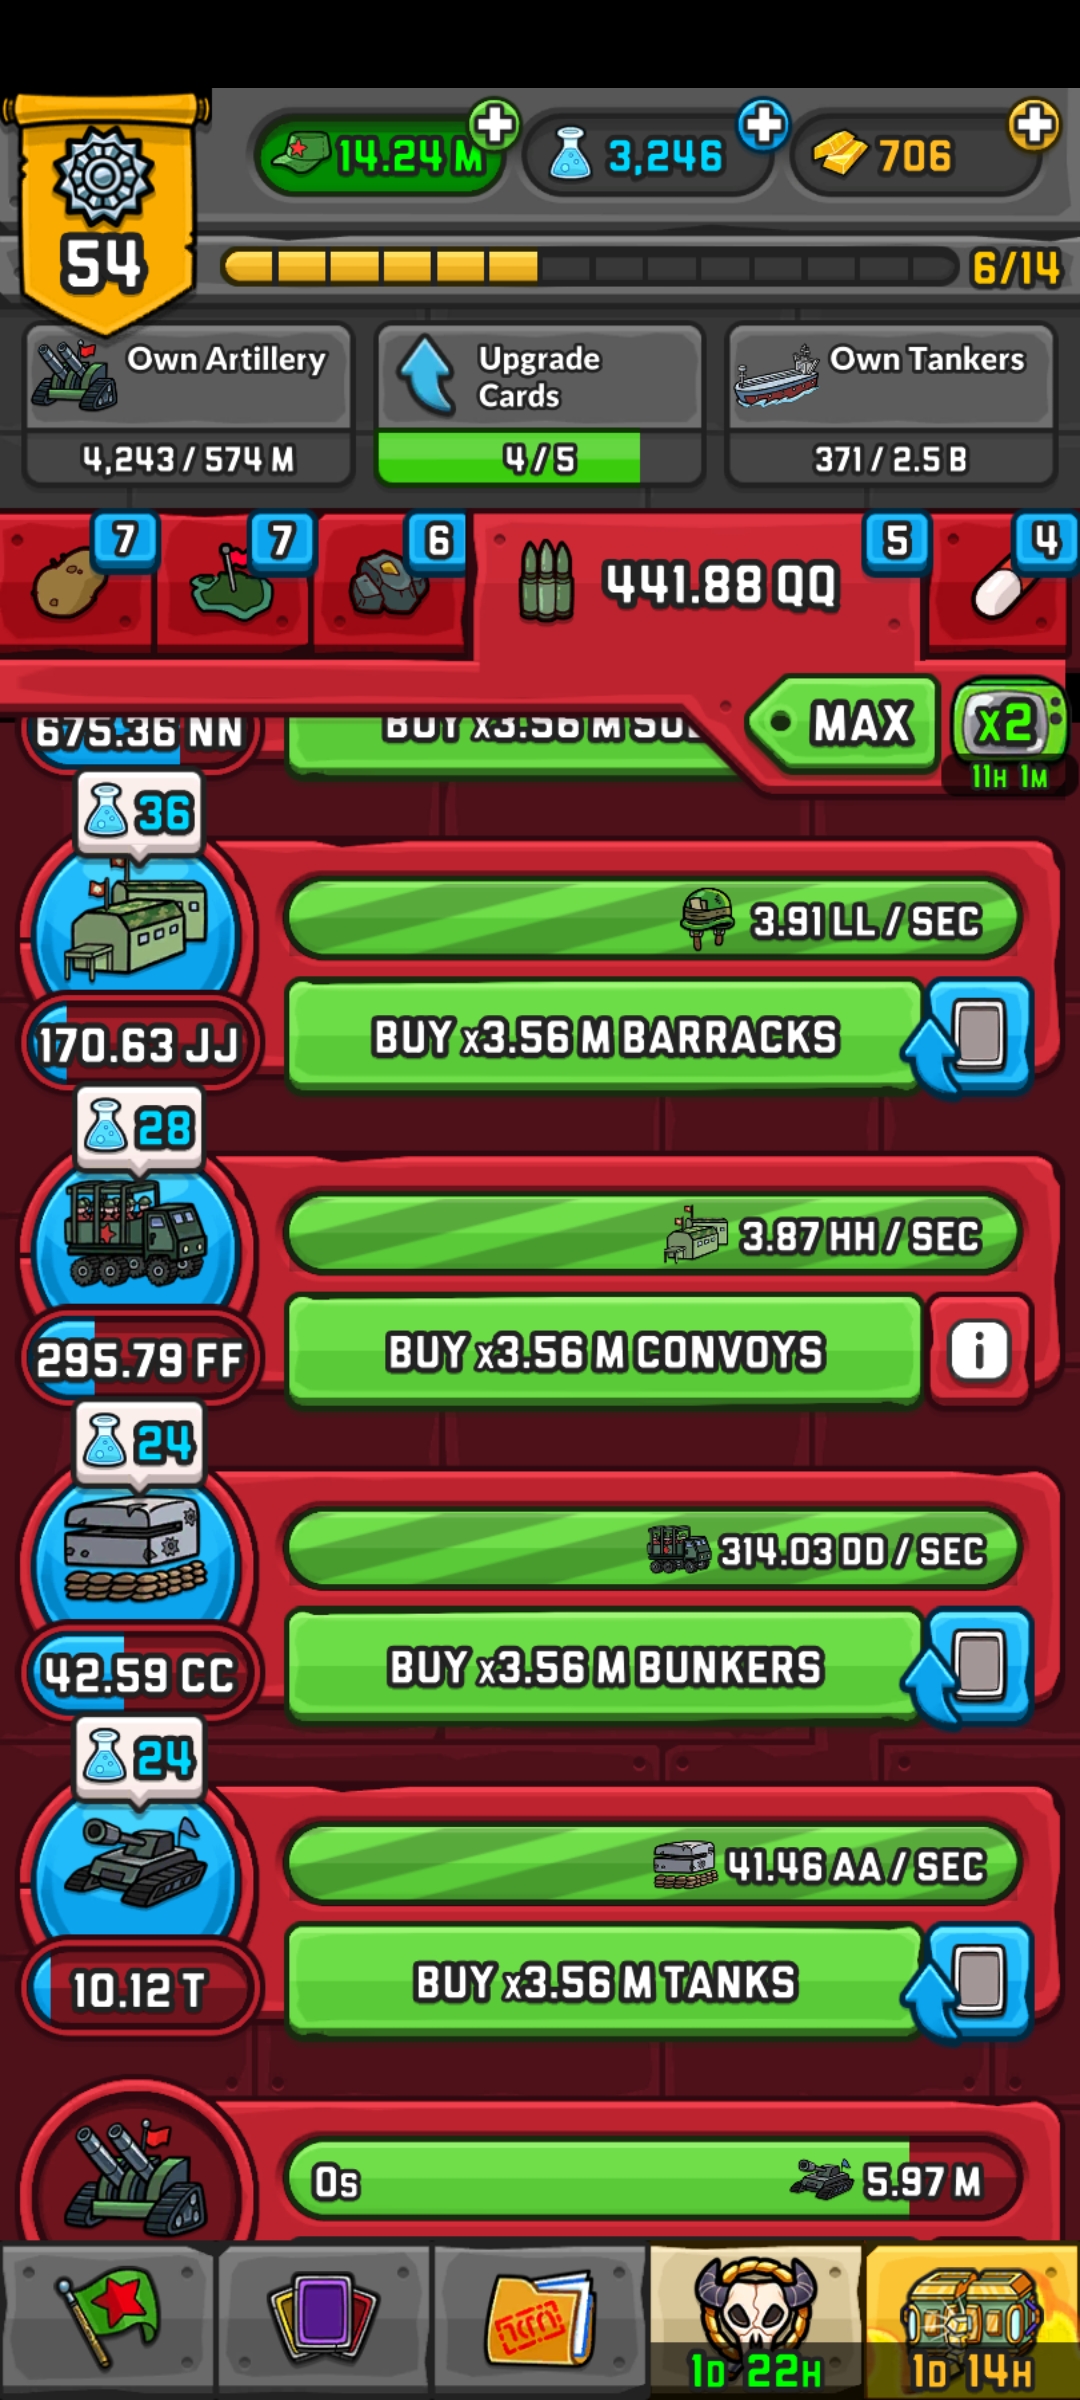 54
14.24 M
3,246
706
6/14
Own Artillery
4,243 / 574 M
Upgrade
Cards
4 / 5
Own Tankers
371 / 2.5 B
7
7
6
441.88 QQ
5
4
MAX
x2
11H 1M
675.36 NN
BUY x3.56 M
36
3.91 LL / SEC
170.63 JJ
BUY x3.56 M BARRACKS
28
3.87 HH / SEC
295.79 FF
BUY x3.56 M CONVOYS
i
24
314.03 DD / SEC
42.59 CC
BUY x3.56 M BUNKERS
24
41.46 AA / SEC
10.12 T
BUY x3.56 M TANKS
0s
5.97 M
1D 22H
1D 14H